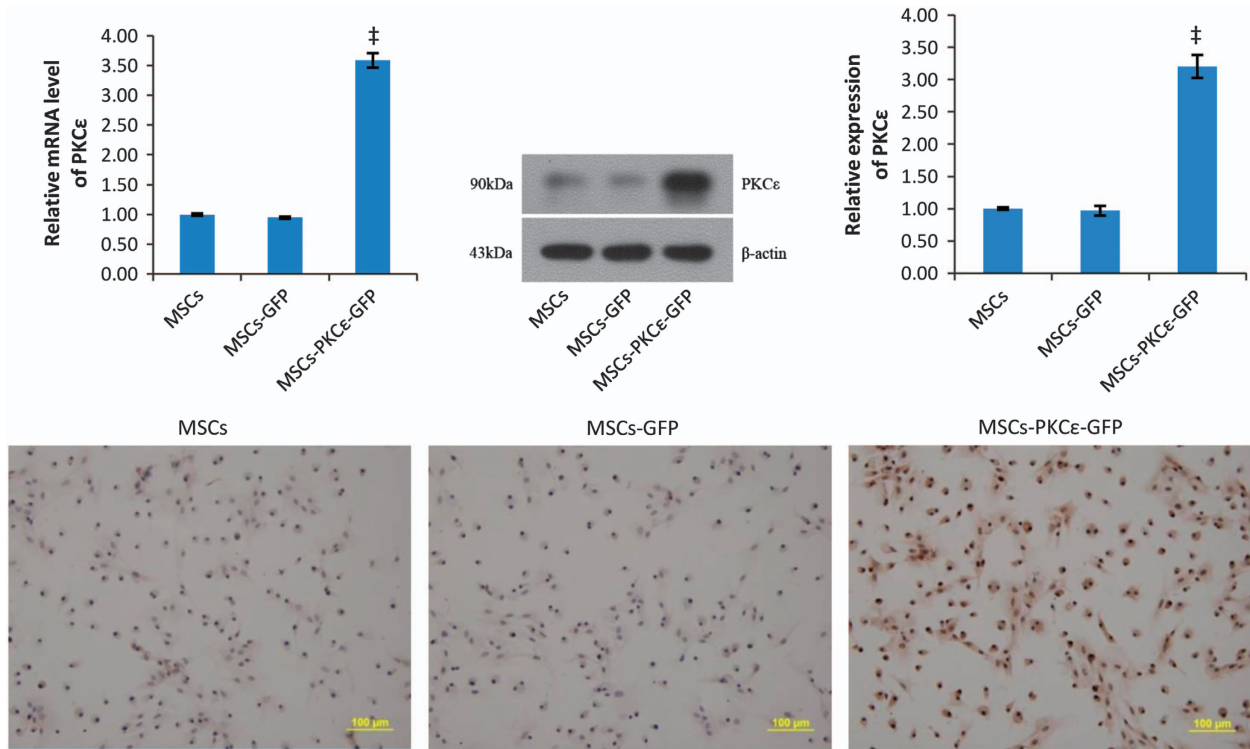 4.00
3.50
3.00
2.50
2.00
1.50
1.00
0.50
0.00
Relative mRNA level
of PKCε
‡
MSCs
MSCs-GFP
MSCs-PKCε-GFP
90kDa
PKCε
43kDa
β-actin
MSCs
MSCs-GFP
MSCs-PKCε-GFP
4.00
3.50
3.00
2.50
2.00
1.50
1.00
0.50
0.00
Relative expression
of PKCε
‡
MSCs
MSCs-GFP
MSCs-PKCε-GFP
MSCs
MSCs-GFP
MSCs-PKCε-GFP
100 µm
100 µm
100 µm